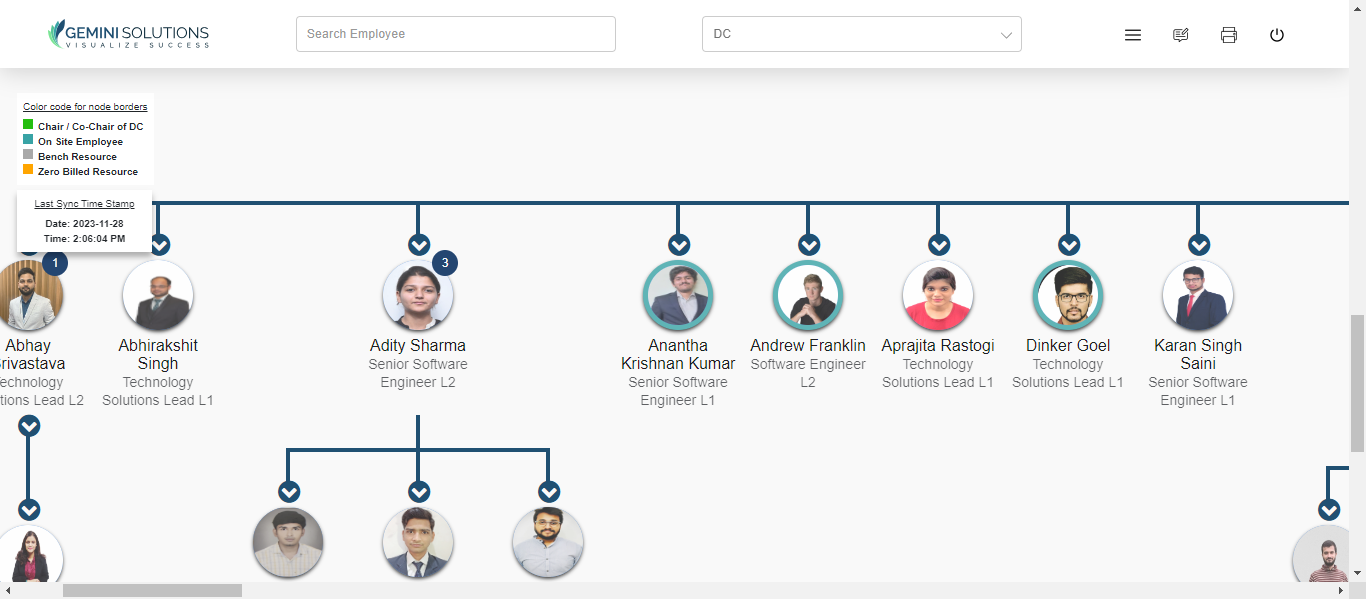 GEMINI SOLUTIONS
VISUALIZE SUCCESS
Search Employee
DC
Color code for node borders
Chair / Co-Chair of DC
On Site Employee
Bench Resource
Zero Billed Resource
Last Sync Time Stamp
Date: 2023-11-28
Time: 2:06:04 PM
1
Abhay
Srivastava
echnology
tions Lead L2
Abhirakshit
Singh
Technology
Solutions Lead L1
3
Adity Sharma
Senior Software
Engineer L2
Anantha
Krishnan Kumar
Senior Software
Engineer L1
Andrew Franklin
Software Engineer
L2
Aprajita Rastogi
Technology
Solutions Lead L1
Dinker Goel
Technology
Solutions Lead L1
Karan Singh
Saini
Senior Software
Engineer L1